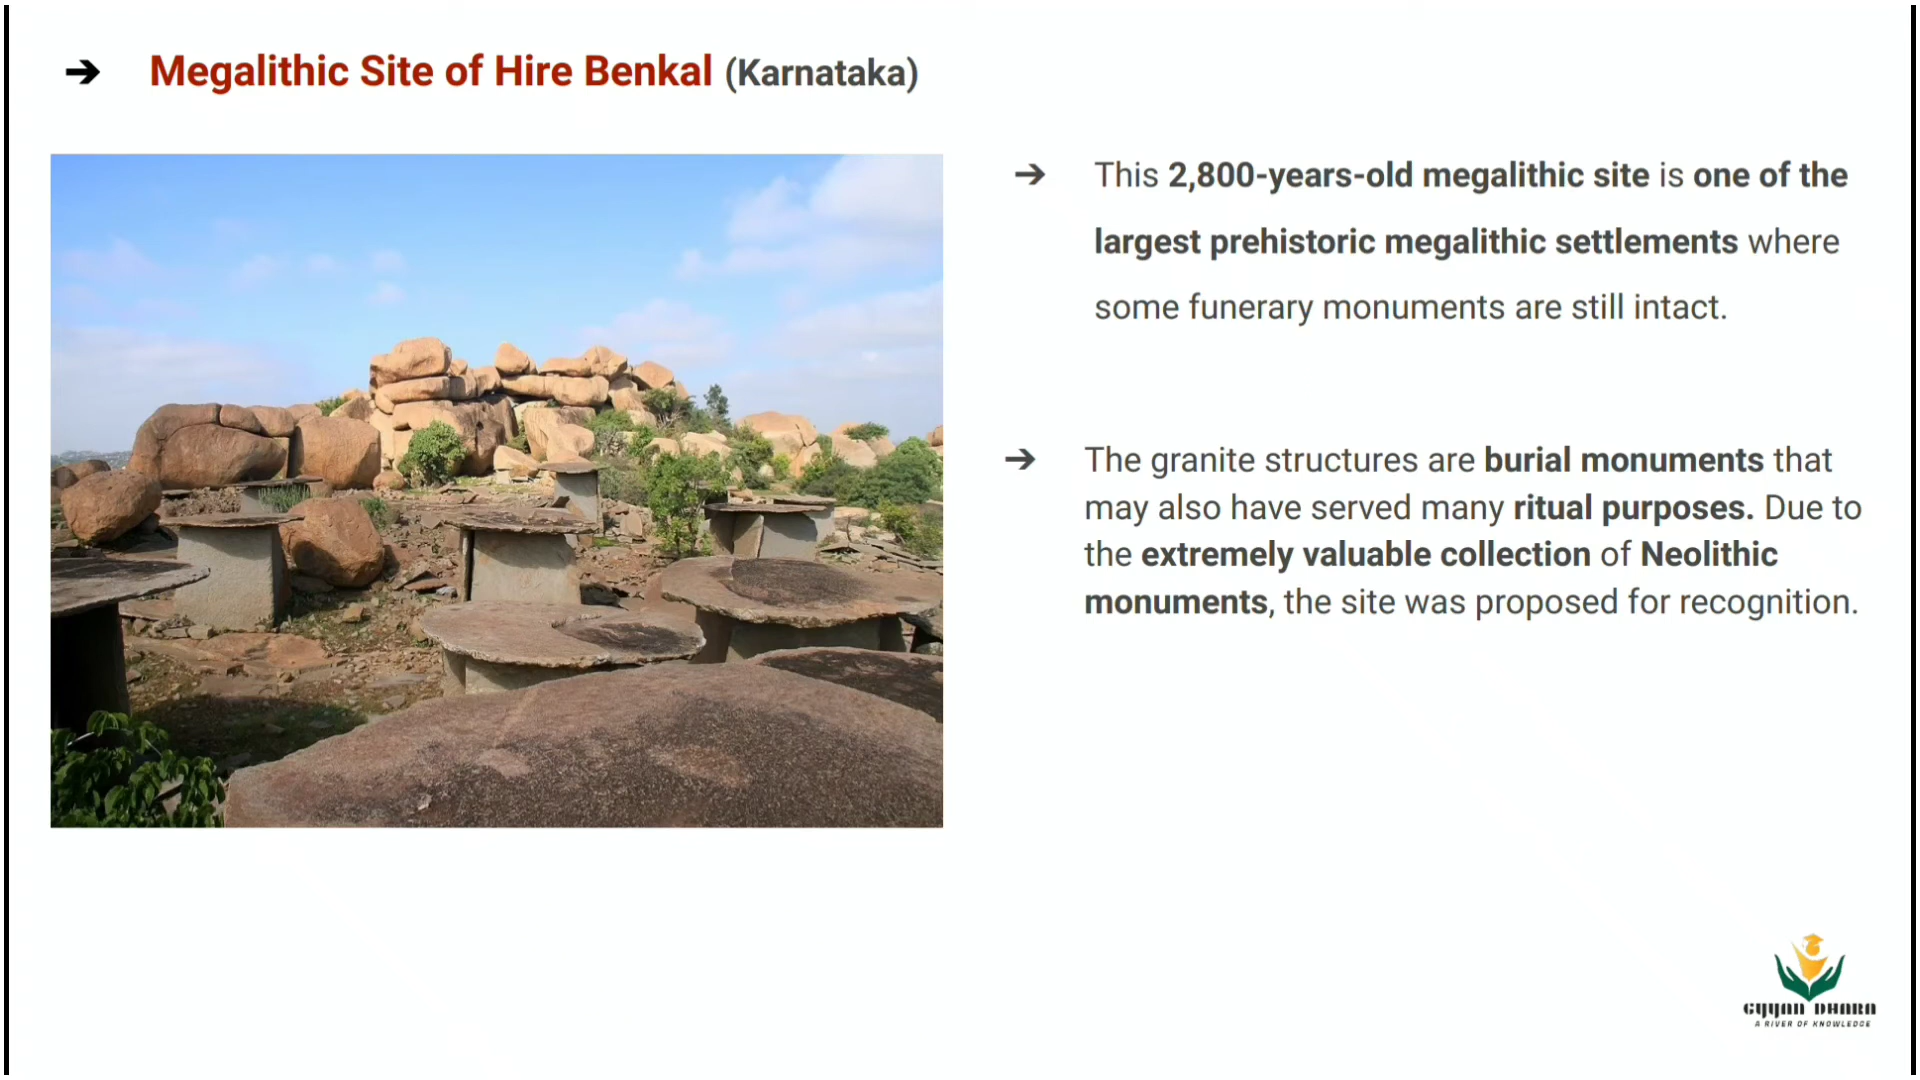 ➔ Megalithic Site of Hire Benkal (Karnataka)
➔ This 2,800-years-old megalithic site is one of the
largest prehistoric megalithic settlements where
some funerary monuments are still intact.
➔ The granite structures are burial monuments that
may also have served many ritual purposes. Due to
the extremely valuable collection of Neolithic
monuments, the site was proposed for recognition.
GYYAN DHARA
A RIVER OF KNOWLEDGE